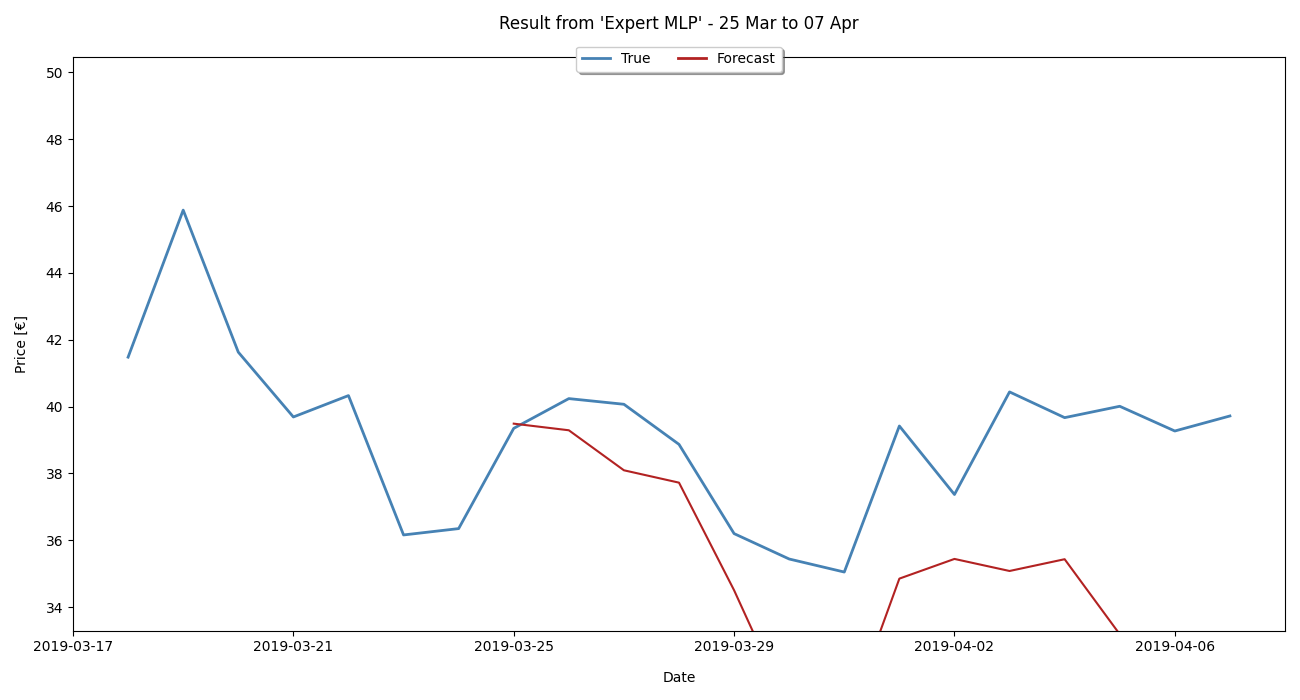 Result from 'Expert MLP' - 25 Mar to 07 Apr
True Forecast
50
48
46
44
42
40
38
36
34
Price [€]
2019-03-17 2019-03-21 2019-03-25 2019-03-29 2019-04-02 2019-04-06
Date